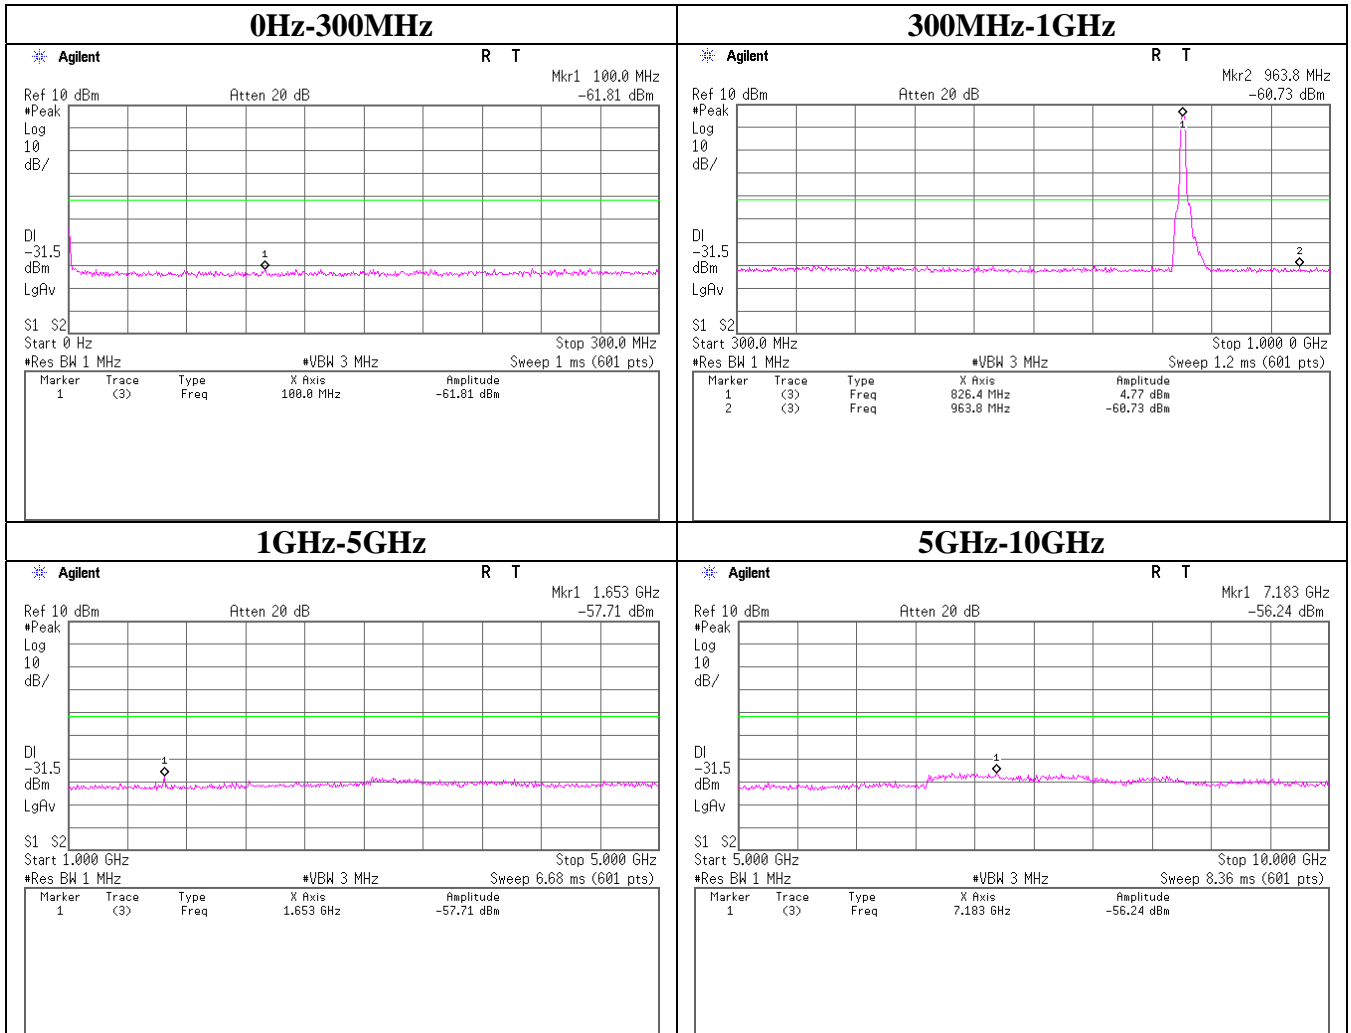 0Hz-300MHz
Agilent R T
Mkr1 100.0 MHz
Ref 10 dBm Atten 20 dB -61.81 dBm
#Peak
Log
10
dB/
1
DI
-31.5
dBm
LgAv
S1 S2
Start 0 Hz Stop 300.0 MHz
#Res BW 1 MHz #VBW 3 MHz Sweep 1 ms (601 pts)
Marker Trace Type X Axis Amplitude
1 (3) Freq 100.0 MHz -61.81 dBm
300MHz-1GHz
Agilent R T
Mkr2 963.8 MHz
Ref 10 dBm Atten 20 dB -60.73 dBm
#Peak
Log
10
dB/
1
DI
-31.5
dBm
2
LgAv
S1 S2
Start 300.0 MHz Stop 1.000 0 GHz
#Res BW 1 MHz #VBW 3 MHz Sweep 1.2 ms (601 pts)
Marker Trace Type X Axis Amplitude
1 (3) Freq 826.4 MHz 4.77 dBm
2 (3) Freq 963.8 MHz -60.73 dBm
1GHz-5GHz
Agilent R T
Mkr1 1.653 GHz
Ref 10 dBm Atten 20 dB -57.71 dBm
#Peak
Log
10
dB/
DI
1
-31.5
dBm
LgAv
S1 S2
Start 1.000 GHz Stop 5.000 GHz
#Res BW 1 MHz #VBW 3 MHz Sweep 6.68 ms (601 pts)
Marker Trace Type X Axis Amplitude
1 (3) Freq 1.653 GHz -57.71 dBm
5GHz-10GHz
Agilent R T
Mkr1 7.183 GHz
Ref 10 dBm Atten 20 dB -56.24 dBm
#Peak
Log
10
dB/
DI
1
-31.5
dBm
LgAv
S1 S2
Start 5.000 GHz Stop 10.000 GHz
#Res BW 1 MHz #VBW 3 MHz Sweep 8.36 ms (601 pts)
Marker Trace Type X Axis Amplitude
1 (3) Freq 7.183 GHz -56.24 dBm